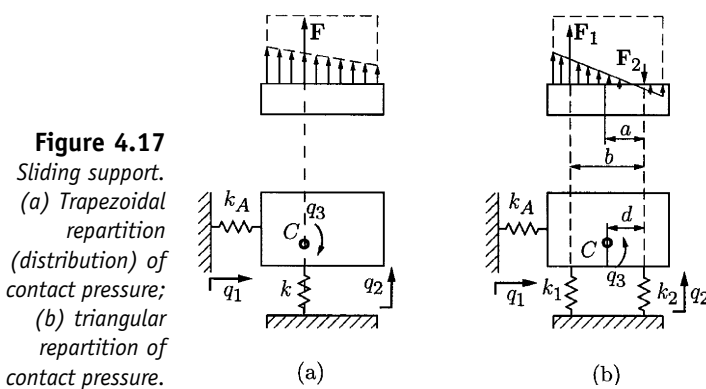 Figure 4.17
Sliding support.
(a) Trapezoidal
repartition
(distribution) of
contact pressure;
(b) triangular
repartition of
contact pressure.
F
k_A
q_3
C
q_1
k
q_2
(a)
F_1
F_2
a
b
k_A
C
d
q_3
q_1
k_1
k_2
q_2
(b)